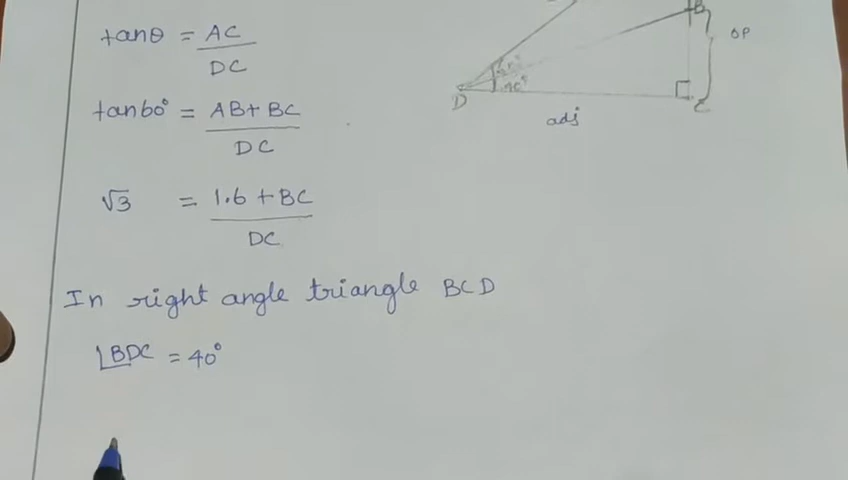 tanθ = AC
DC
tan60° = AB + BC
DC
√3 = 1.6 + BC
DC
In right angle triangle BCD
∠BDC = 40°
B
OP
40°
D
adj
C